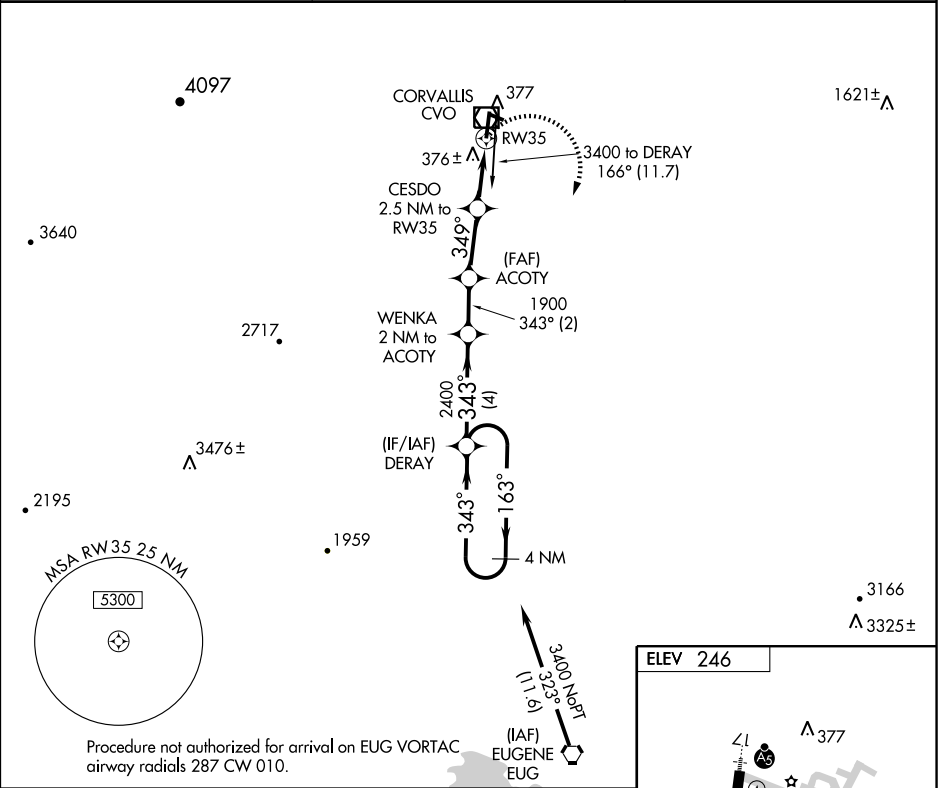 4097
CORVALLIS
CVO
377
RW35
1621±
376±
3400 to DERAY
166° (11.7)
CESDO
2.5 NM to
RW35
349°
3640
(FAF)
ACOTY
1900
343° (2)
WENKA
2 NM to
ACOTY
2717
2400
343°
(4)
(IF/IAF)
DERAY
3476±
343°
163°
2195
1959
4 NM
MSA RW35 25 NM
5300
3166
3325±
3400 NoPT
323°
(11.6)
(IAF)
EUGENE
EUG
Procedure not authorized for arrival on EUG VORTAC
airway radials 287 CW 010.
ELEV 246
377
17
A5